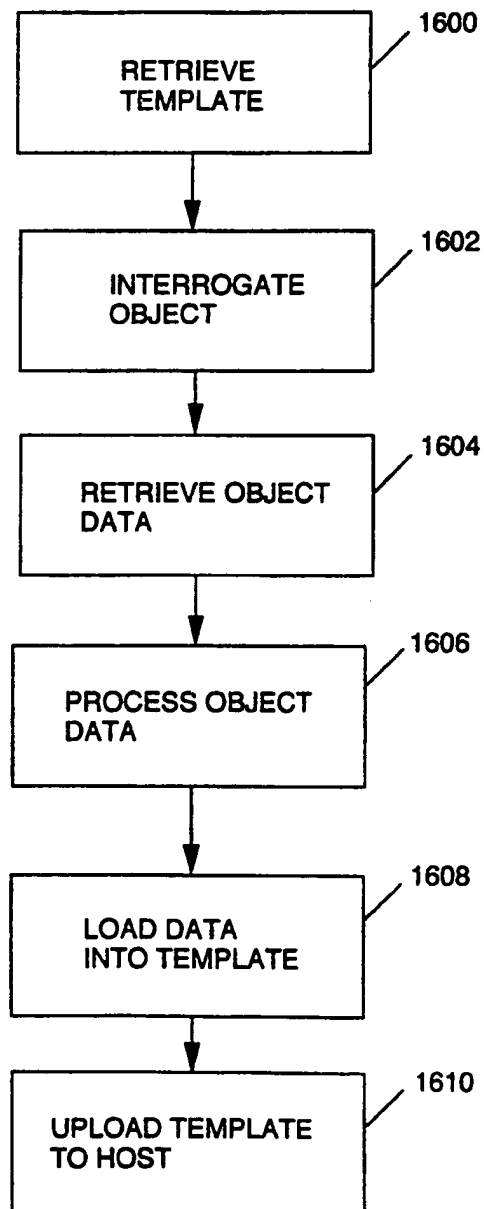 1600
RETRIEVE
TEMPLATE
1602
INTERROGATE
OBJECT
1604
RETRIEVE OBJECT
DATA
1606
PROCESS OBJECT
DATA
1608
LOAD DATA
INTO TEMPLATE
1610
UPLOAD TEMPLATE
TO HOST